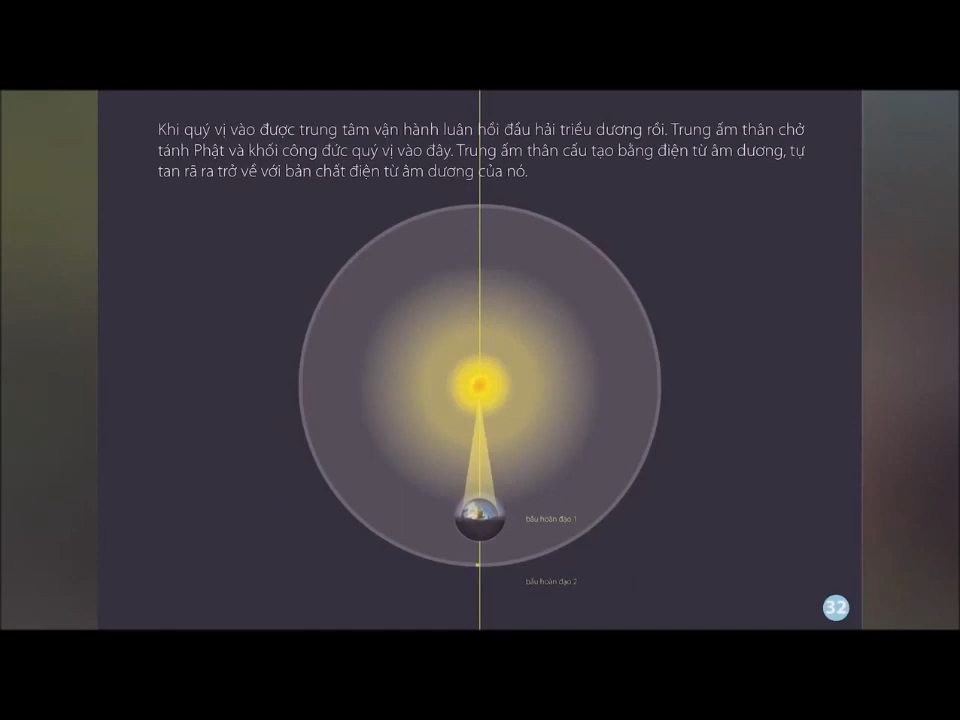 Khi quý vị vào được trung tâm vận hành luân hồi đầu hải triều dương rồi. Trung ấm thân chở
tánh Phật và khối công đức quý vị vào đây. Trung ấm thân cấu tạo bằng điện từ âm dương, tự
tan rã ra trở về với bản chất điện từ âm dương của nó.
bầu hoàn đạo 1
bầu hoàn đạo 2
32